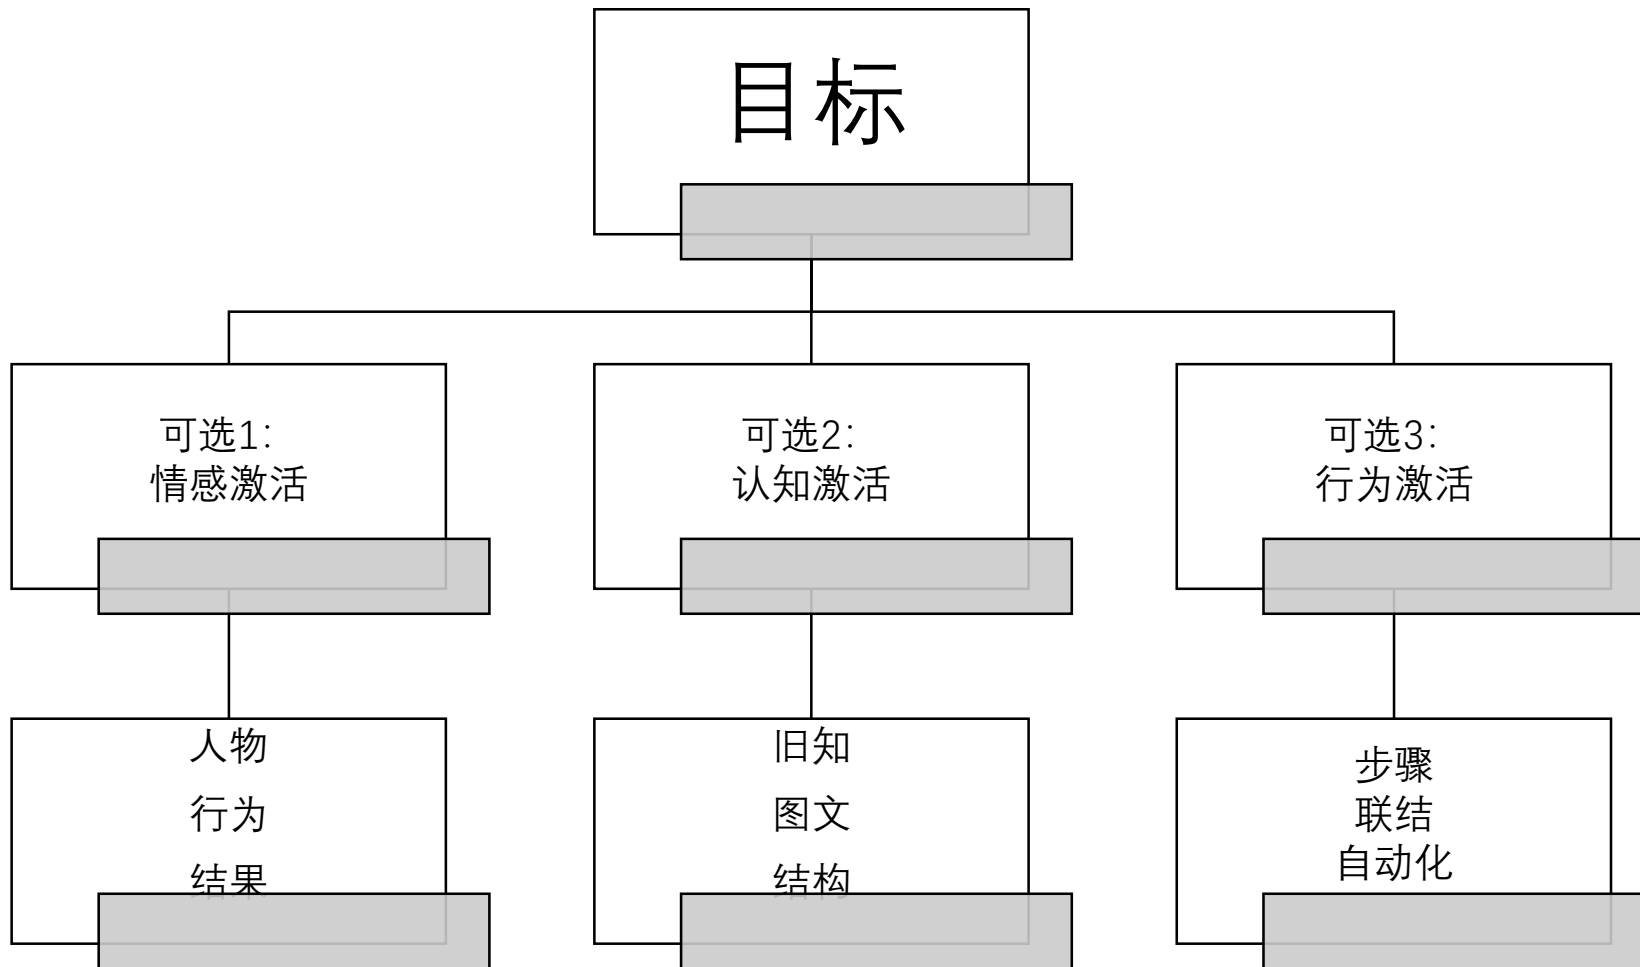 目标
可选1:
情感激活
可选2:
认知激活
可选3:
行为激活
人物
行为
结果
旧知
图文
结构
步骤
联结
自动化